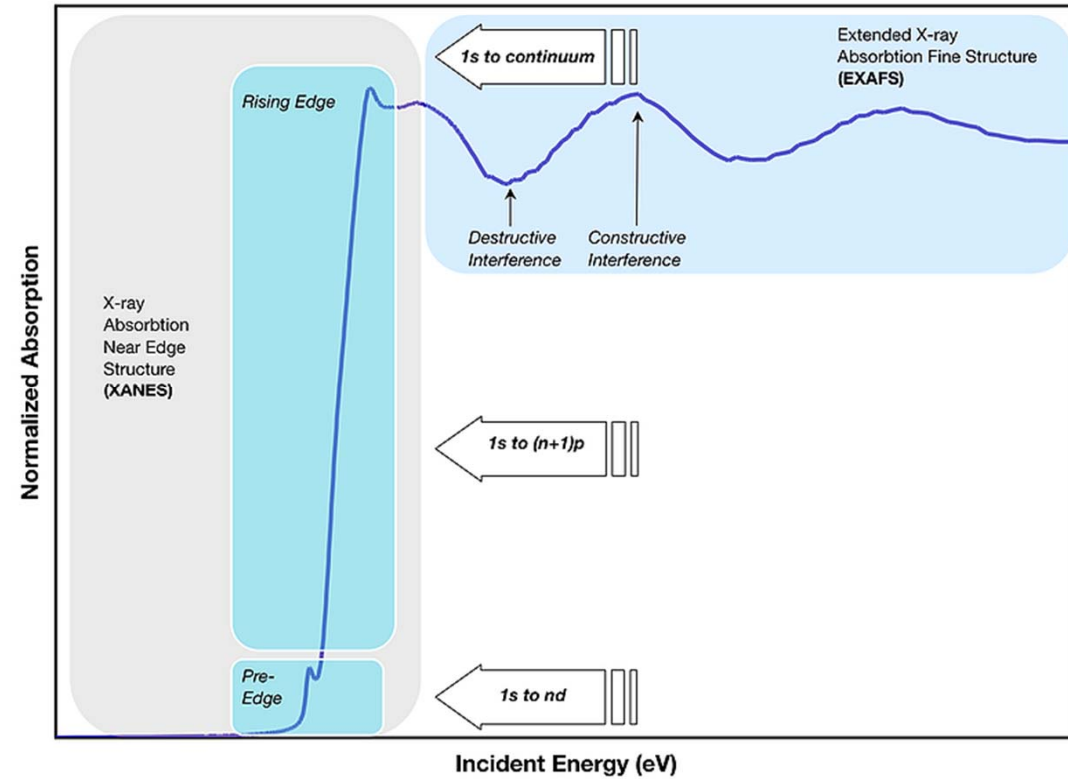 1s to continuum
Extended X-ray
Absorbtion Fine Structure
(EXAFS)
Rising Edge
Destructive
Interference
Constructive
Interference
X-ray
Absorbtion
Near Edge
Structure
(XANES)
1s to (n+1)p
Pre-
Edge
1s to nd
Normalized Absorption
Incident Energy (eV)